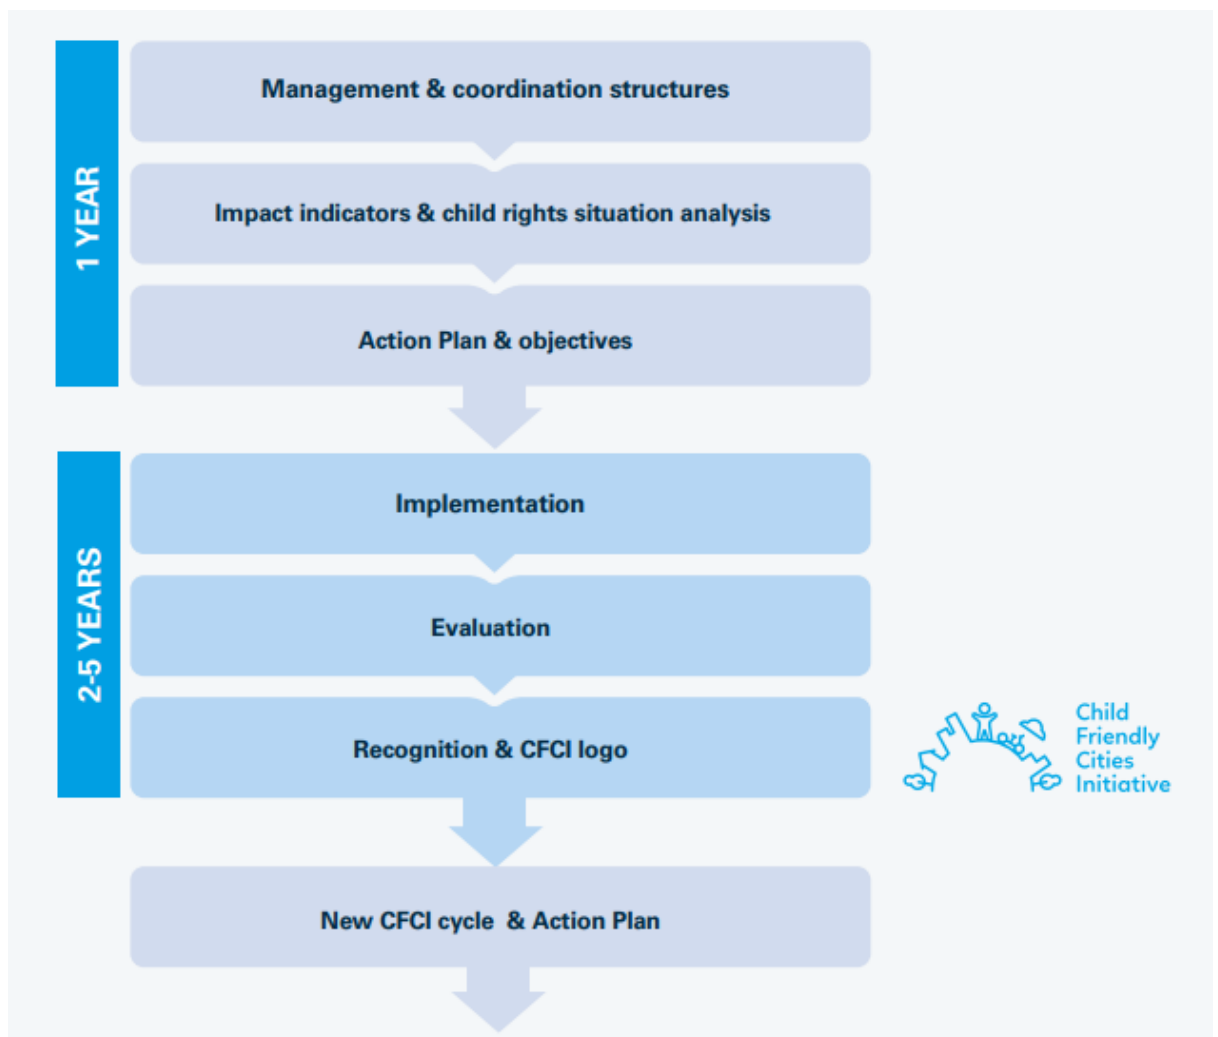 1 YEAR
Management & coordination structures
Impact indicators & child rights situation analysis
Action Plan & objectives
2-5 YEARS
Implementation
Evaluation
Recognition & CFCI logo
Child
Friendly
Cities
Initiative
New CFCI cycle & Action Plan